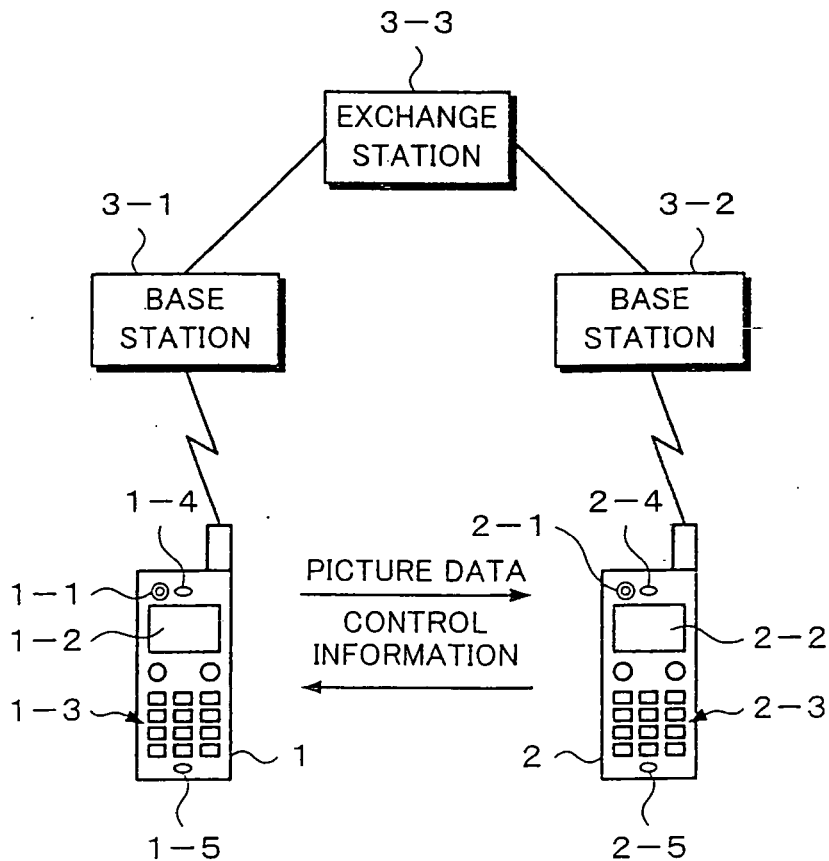 3-3
EXCHANGE
STATION
3-1
3-2
BASE
STATION
BASE
STATION
1-4
2-4
2-1
PICTURE DATA
1-1
1-2
CONTROL
INFORMATION
2-2
1-3
2-3
1
2
1-5
2-5